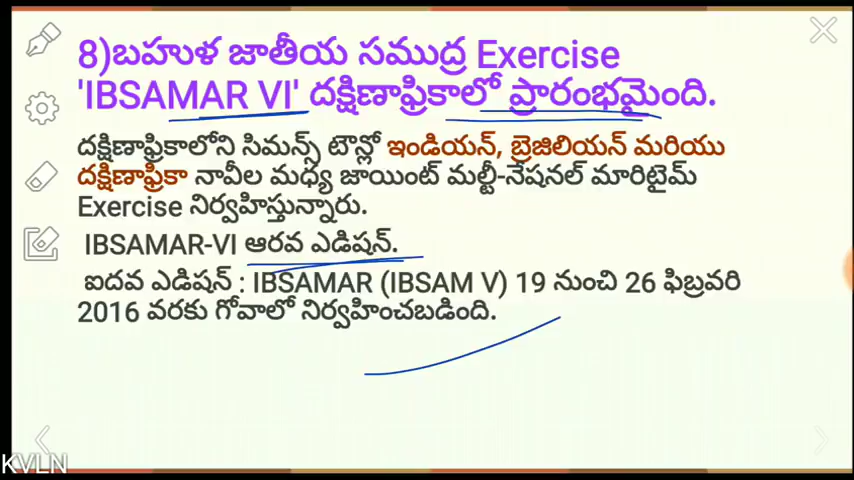 8)బహుళ జాతీయ సముద్ర Exercise
'IBSAMAR VI' దక్షిణాఫ్రికాలో ప్రారంభమైంది.
దక్షిణాఫ్రికాలోని సిమన్స్ టౌన్లో ఇండియన్, బ్రెజిలియన్ మరియు
దక్షిణాఫ్రికా నావీల మధ్య జాయింట్ మల్టీ-నేషనల్ మారిటైమ్
Exercise నిర్వహిస్తున్నారు.
IBSAMAR-VI ఆరవ ఎడిషన్.
ఐదవ ఎడిషన్ : IBSAMAR (IBSAM V) 19 నుంచి 26 ఫిబ్రవరి
2016 వరకు గోవాలో నిర్వహించబడింది.
KVLN